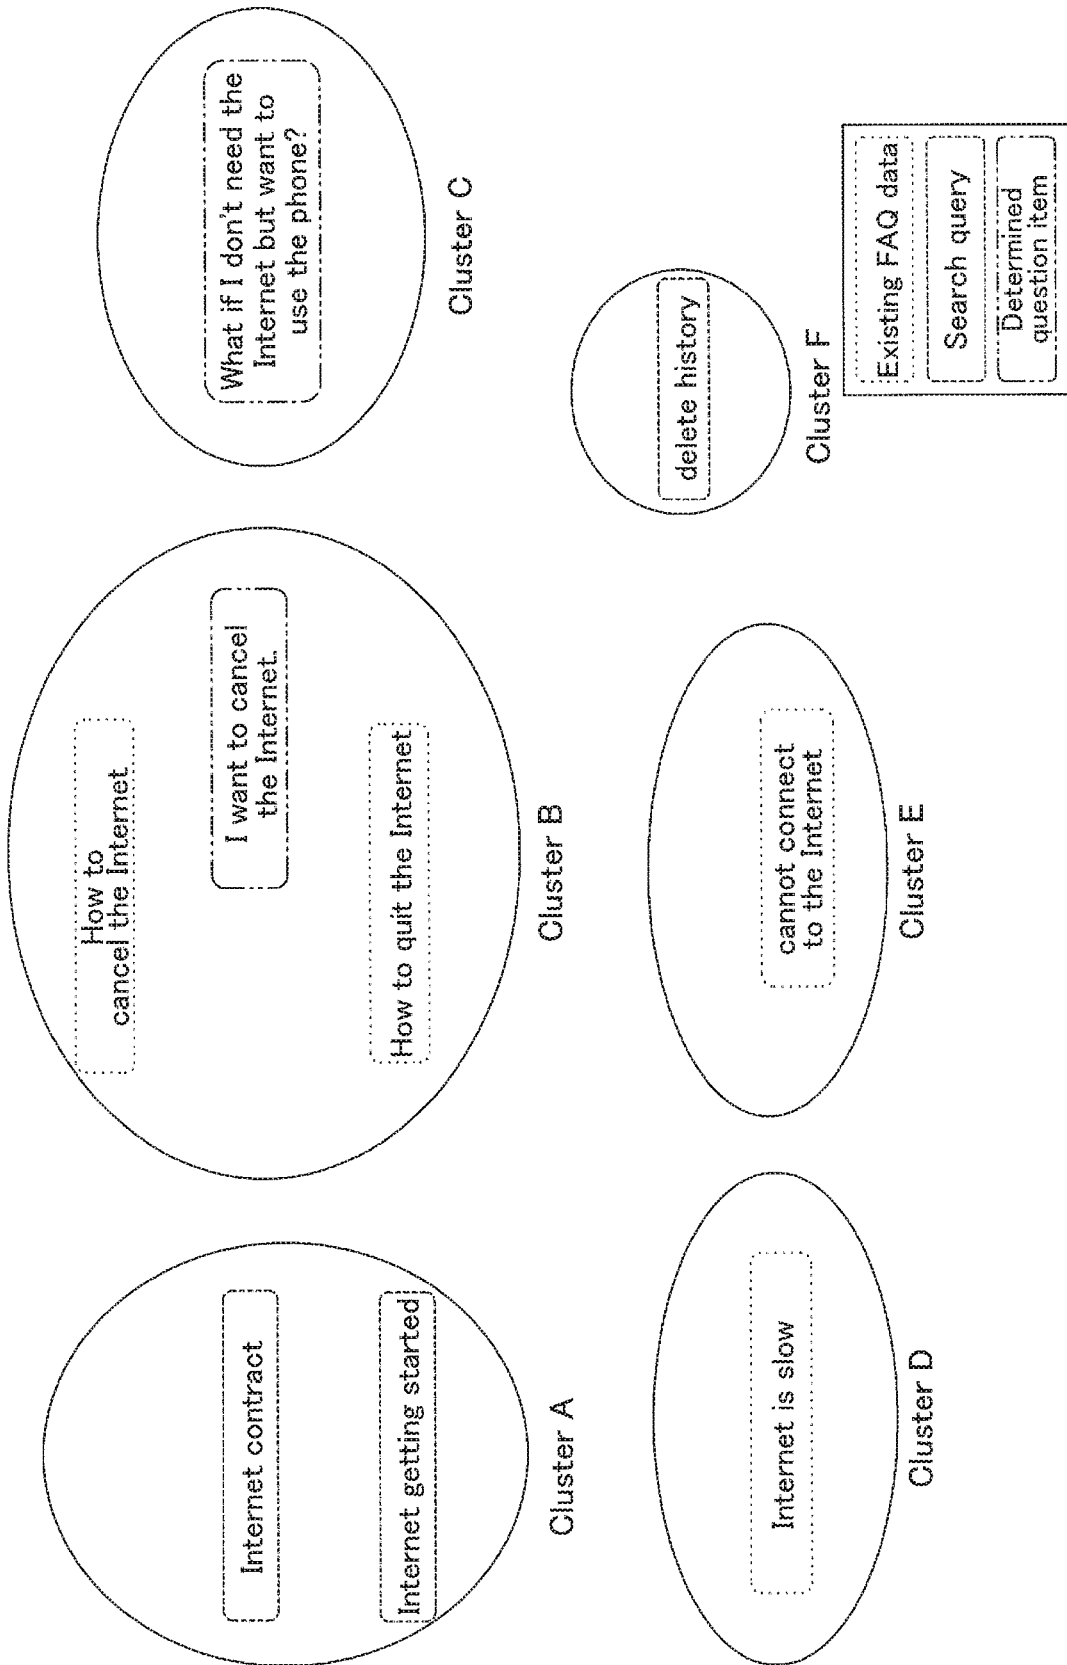 Internet contract
Internet getting started
Cluster A
How to
cancel the Internet
I want to cancel
the Internet.
How to quit the Internet
Cluster B
What if I don't need the
Internet but want to
use the phone?
Cluster C
Internet is slow
Cluster D
cannot connect
to the Internet
Cluster E
delete history
Cluster F
Existing FAQ data
Search query
Determined
question item